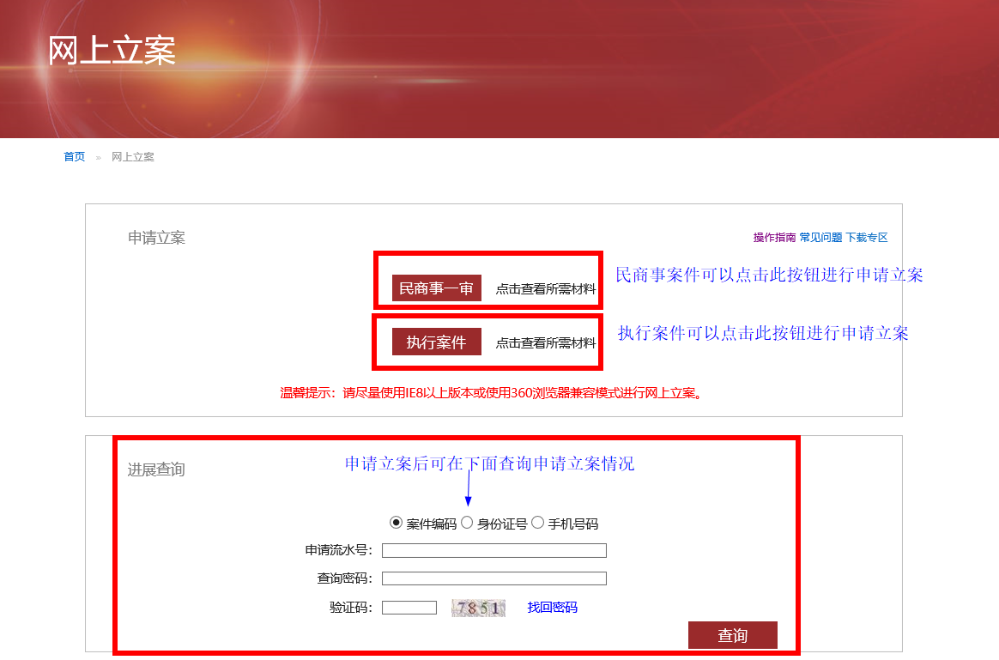 网上立案
首页 » 网上立案
申请立案
操作指南 常见问题 下载专区
民商事一审 点击查看所需材料 民商事案件可以点击此按钮进行申请立案
执行案件 点击查看所需材料 执行案件可以点击此按钮进行申请立案
温馨提示：请尽量使用IE8以上版本或使用360浏览器兼容模式进行网上立案。
申请立案后可在下面查询申请立案情况
进展查询
案件编码 身份证号 手机号码
申请流水号：
查询密码：
验证码： 7851 找回密码
查询